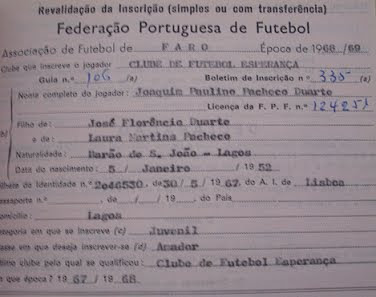 Revalidação da Inscrição (simples ou com transferência)
Federação Portuguesa de Futebol
Associação de Futebol de FARO Época de 1968/69
Clube que inscreve o jogador CLUBE DE FUTEBOL ESPERANÇA
Guia n.º 106 (a) Boletim de Inscrição n.º 335 (a)
Nome completo do jogador: Joaquim Paulino Pacheco Duarte
Licença da F. P. F. n.º 124251
Filho de: José Florêncio Duarte
e de: Laura Martins Pacheco
Naturalidade: Barão de S. João - Lagos
Data do nascimento: 5 / Janeiro / 1952
Bilhete de Identidade n.º 2046530, de 30 / 5 / 1967, do A. I. de Lisboa
Passaporte n.º , de / / 19 , do País
Domicílio: Lagos
Categoria em que se inscreve (c) Juvenil
Classe em que deseja inscrever-se (d) Amador
Último clube pelo qual se qualificou: Clube de Futebol Esperança
Em que época? 1967 / 1968